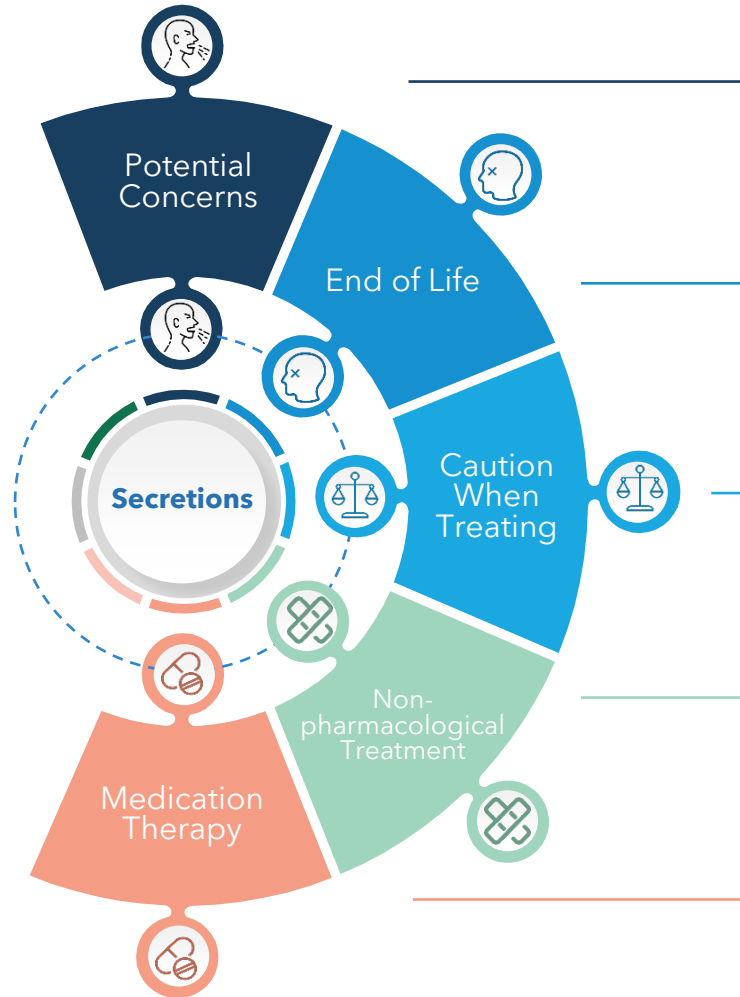 Potential
Concerns
End of Life
Secretions
Caution
When
Treating
Non-
pharmacological
Treatment
Medication
Therapy